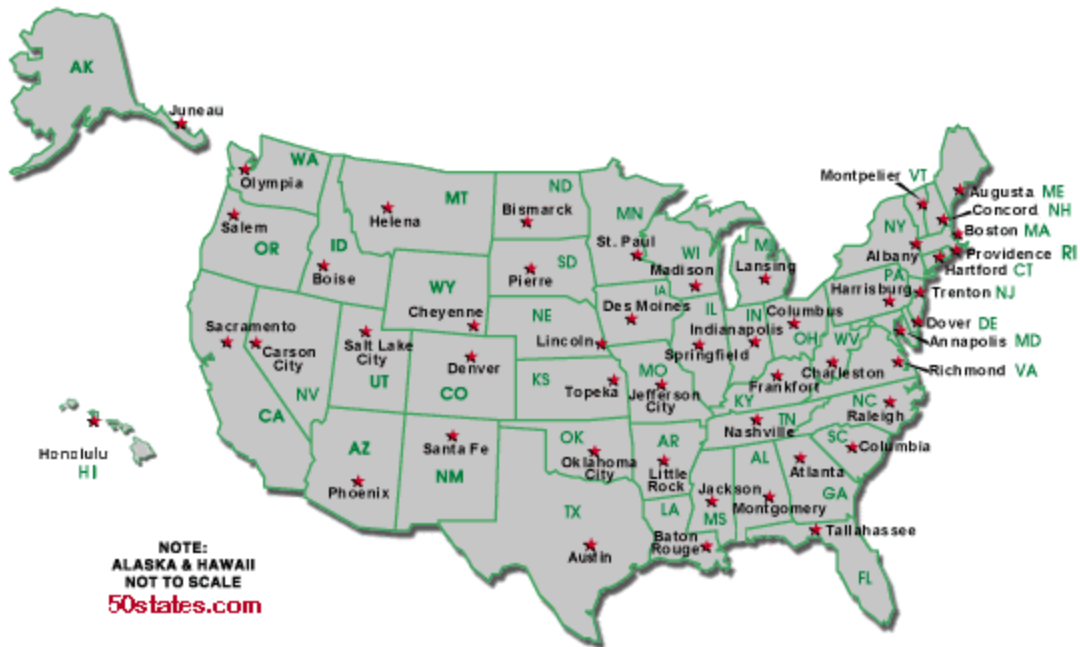 AK
Juneau
WA
Olympia
MT
Helena
ND
Bismarck
MN
St. Paul
Salem
OR
ID
Boise
SD
Pierre
WI
Madison
MI
Lansing
Montpelier VT
Augusta ME
Concord NH
Boston MA
NY
Albany
Providence RI
Hartford CT
PA
Harrisburg
Trenton NJ
WY
Cheyenne
NE
Lincoln
IA
Des Moines
IL
Springfield
IN
Indianapolis
Columbus
OH
WV
Charleston
Dover DE
Annapolis MD
Richmond VA
Sacramento
Carson
City
NV
CA
Salt Lake
City
UT
Denver
CO
KS
Topeka
MO
Jefferson
City
Frankfort
KY
TN
Nashville
NC
Raleigh
SC
Columbia
Honolulu
HI
AZ
Phoenix
Santa Fe
NM
OK
Oklahoma
City
AR
Little
Rock
TX
Austin
LA
Baton
Rouge
Jackson
MS
AL
Montgomery
Atlanta
GA
Tallahassee
FL
NOTE:
ALASKA & HAWAII
NOT TO SCALE
50states.com